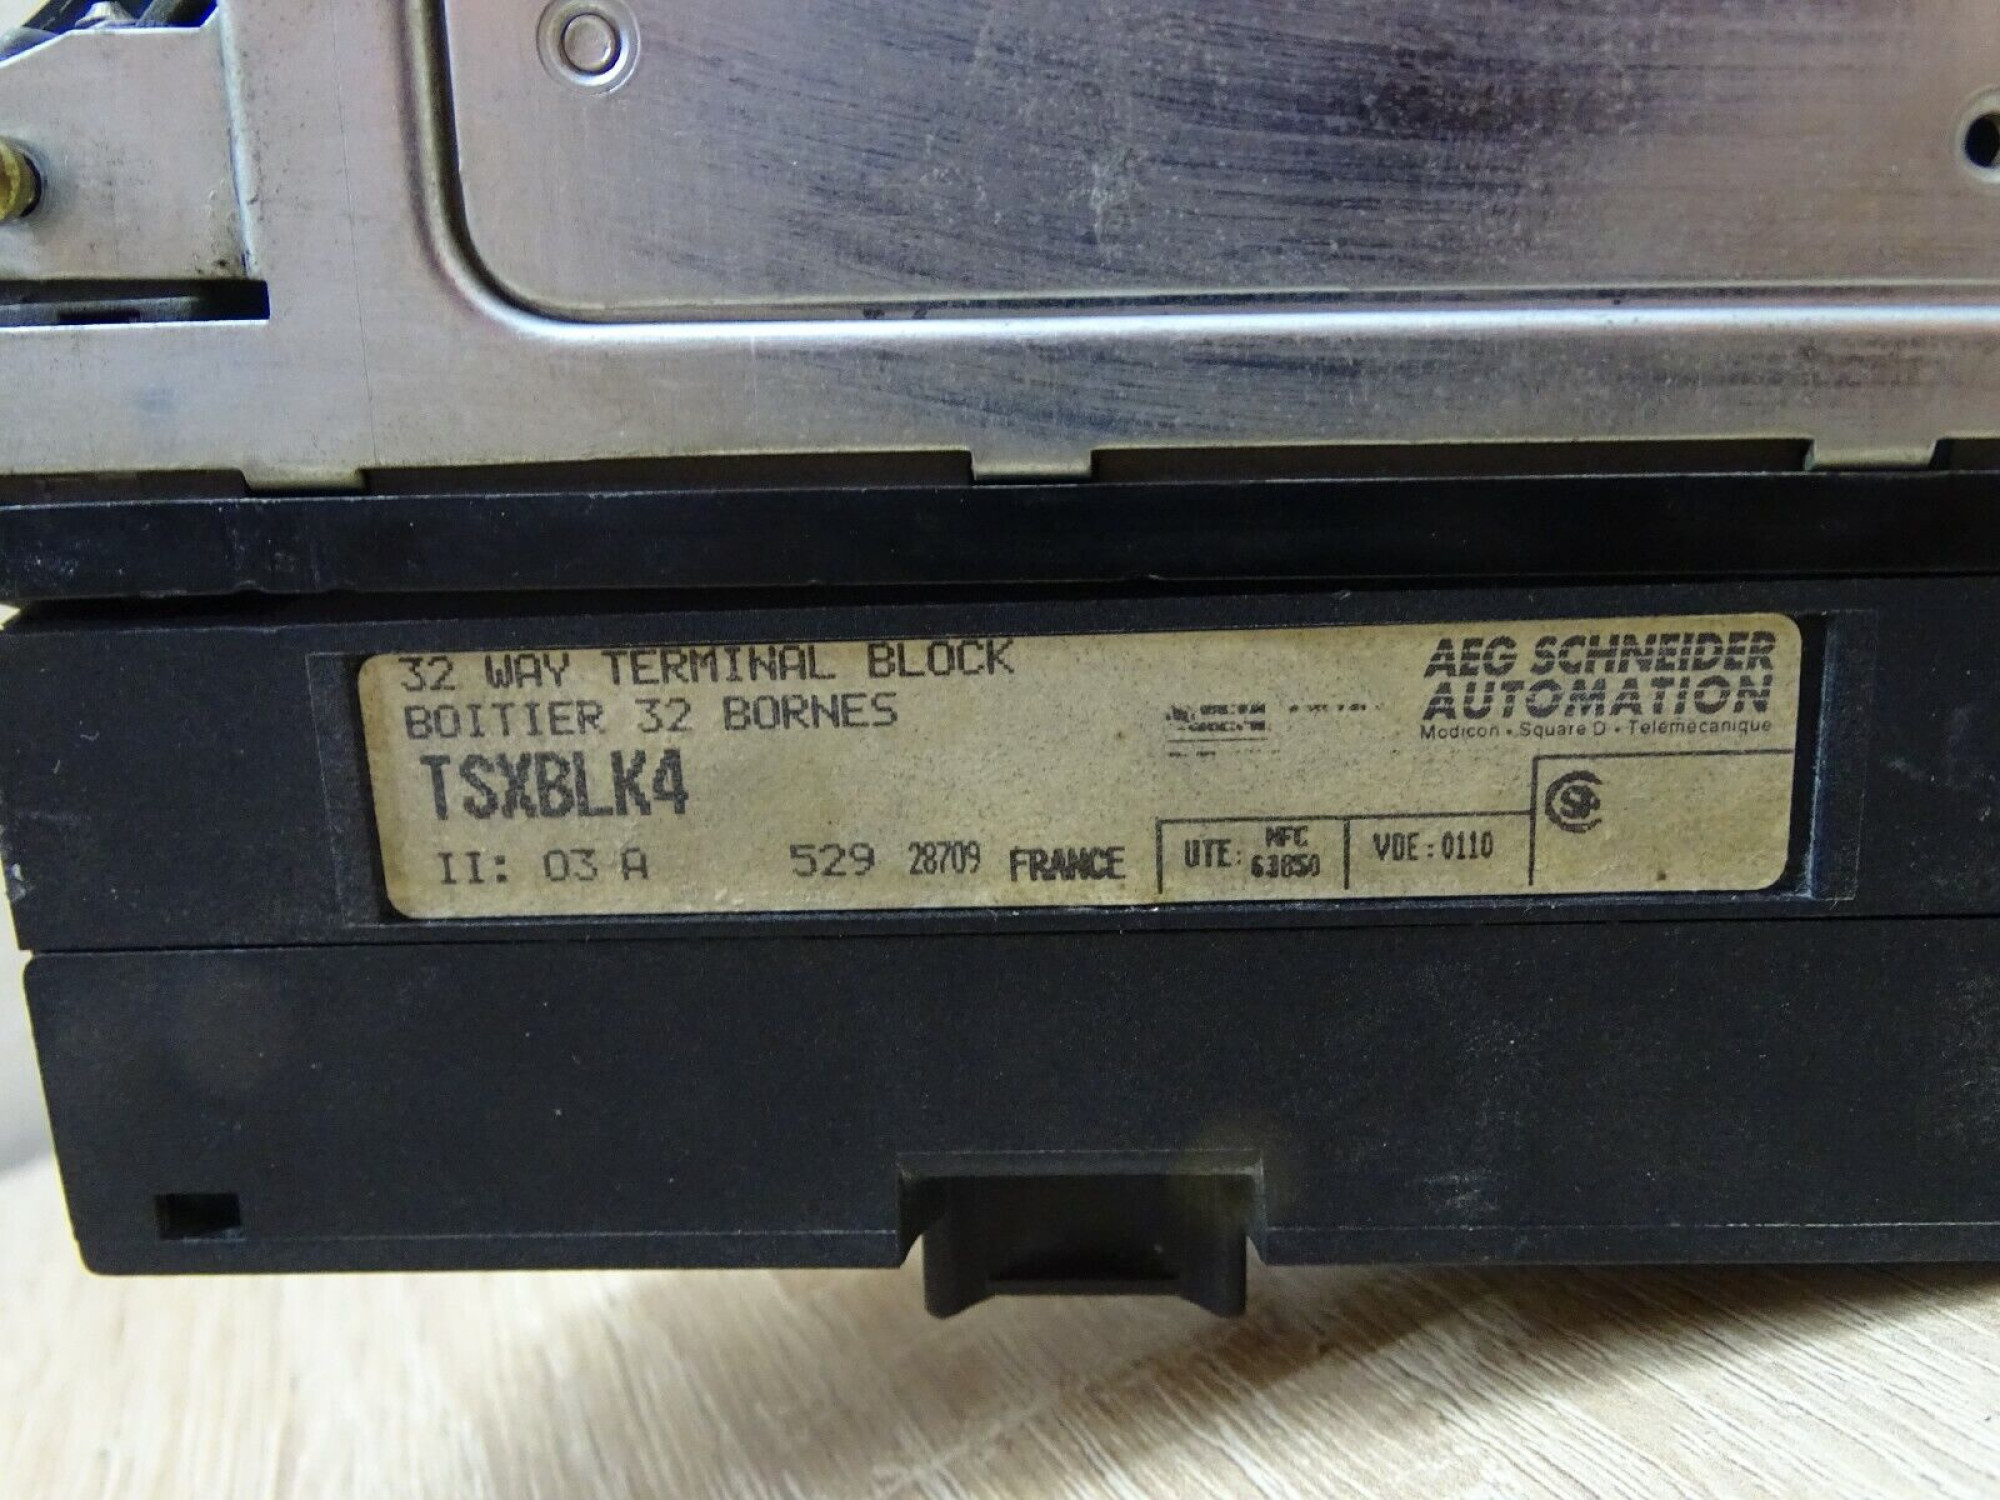 32 WAY TERMINAL BLOCK
BOITIER 32 BORNES
TSXBLK4
II: 03 A
529 28709 FRANCE
UTE: NFC 63850
VDE: 0110
AEG SCHNEIDER
AUTOMATION
Modicon • Square D • Telemecanique